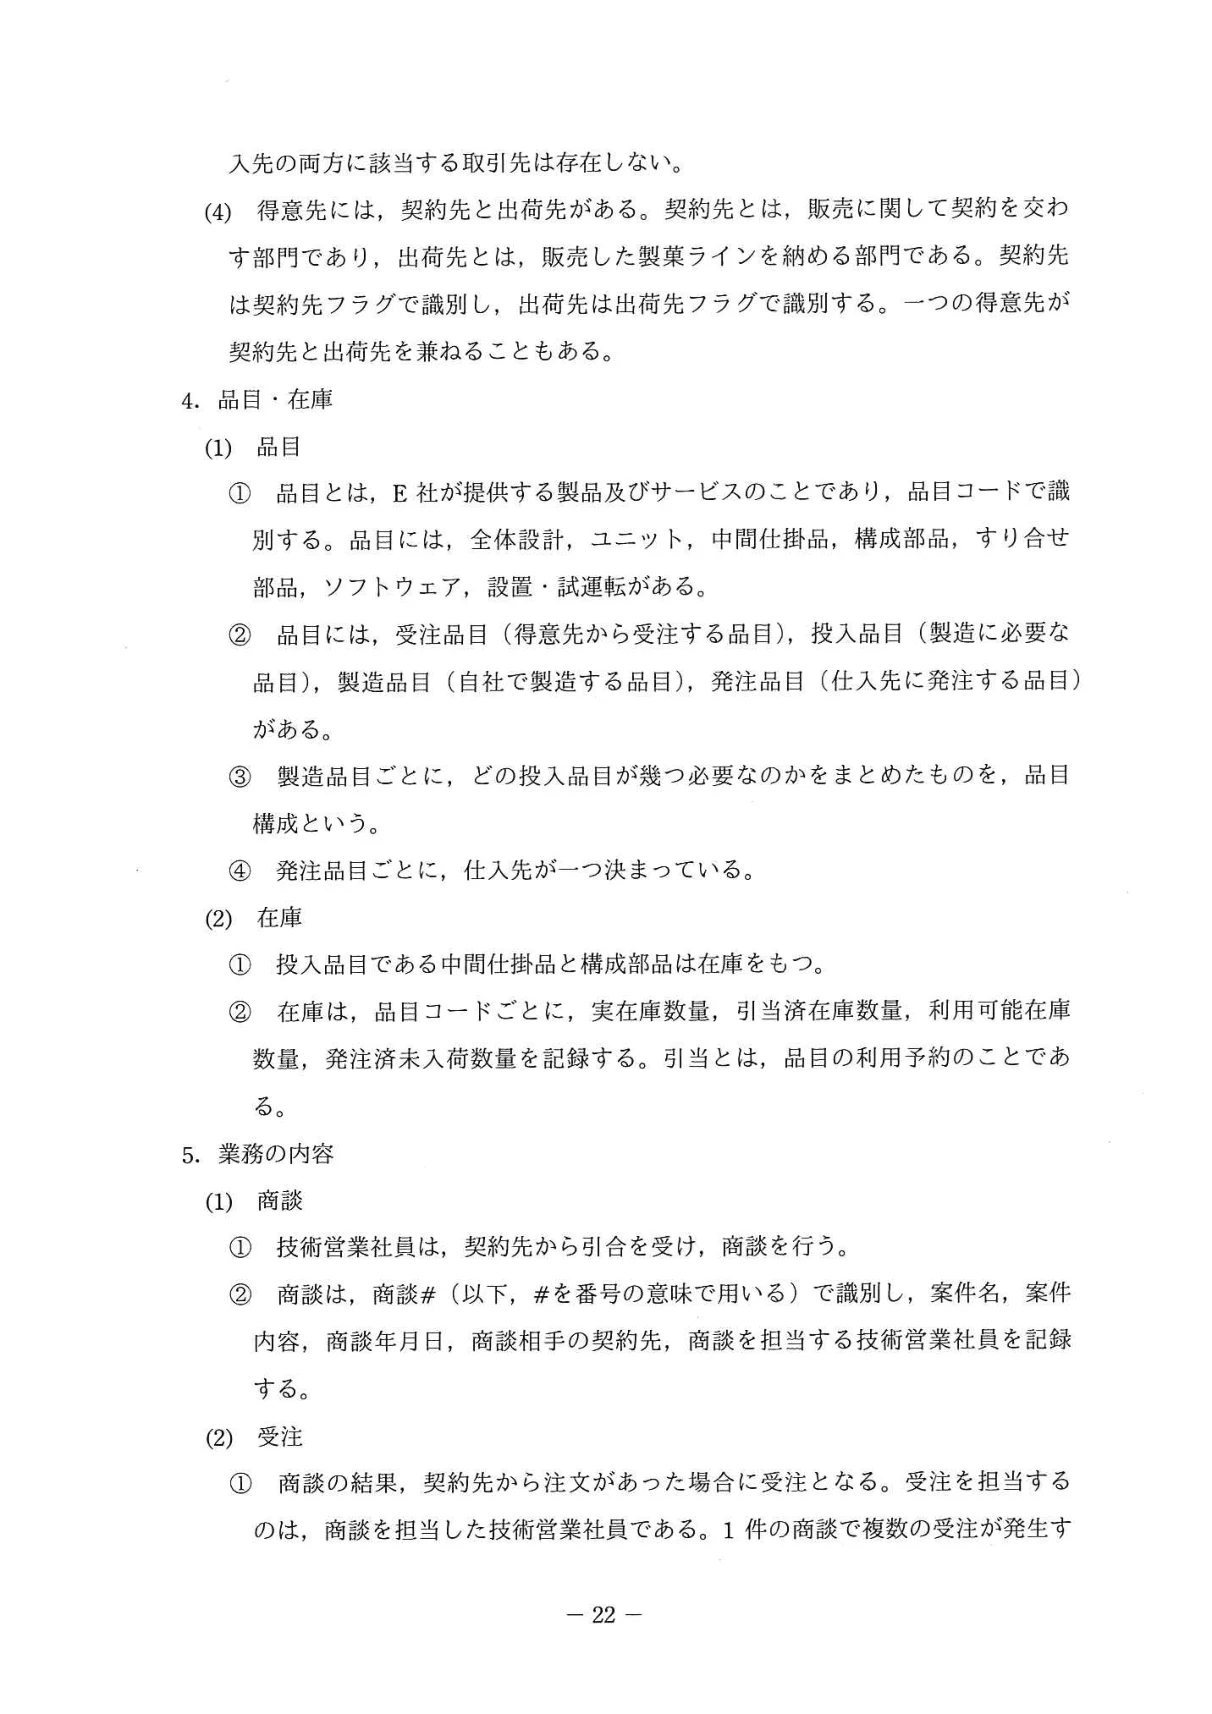 入先の両方に該当する取引先は存在しない。
(4) 得意先には，契約先と出荷先がある。契約先とは，販売に関して契約を交わ
す部門であり，出荷先とは，販売した製菓ラインを納める部門である。契約先
は契約先フラグで識別し，出荷先は出荷先フラグで識別する。一つの得意先が
契約先と出荷先を兼ねることもある。
4. 品目・在庫
(1) 品目
① 品目とは，E 社が提供する製品及びサービスのことであり，品目コードで識
別する。品目には，全体設計，ユニット，中間仕掛品，構成部品，すり合せ
部品，ソフトウェア，設置・試運転がある。
② 品目には，受注品目（得意先から受注する品目），投入品目（製造に必要な
品目），製造品目（自社で製造する品目），発注品目（仕入先に発注する品目）
がある。
③ 製造品目ごとに，どの投入品目が幾つ必要なのかをまとめたものを，品目
構成という。
④ 発注品目ごとに，仕入先が一つ決まっている。
(2) 在庫
① 投入品目である中間仕掛品と構成部品は在庫をもつ。
② 在庫は，品目コードごとに，実在庫数量，引当済在庫数量，利用可能在庫
数量，発注済未入荷数量を記録する。引当とは，品目の利用予約のことであ
る。
5. 業務の内容
(1) 商談
① 技術営業社員は，契約先から引合を受け，商談を行う。
② 商談は，商談#（以下，#を番号の意味で用いる）で識別し，案件名，案件
内容，商談年月日，商談相手の契約先，商談を担当する技術営業社員を記録
する。
(2) 受注
① 商談の結果，契約先から注文があった場合に受注となる。受注を担当する
のは，商談を担当した技術営業社員である。1 件の商談で複数の受注が発生す
－ 22 －